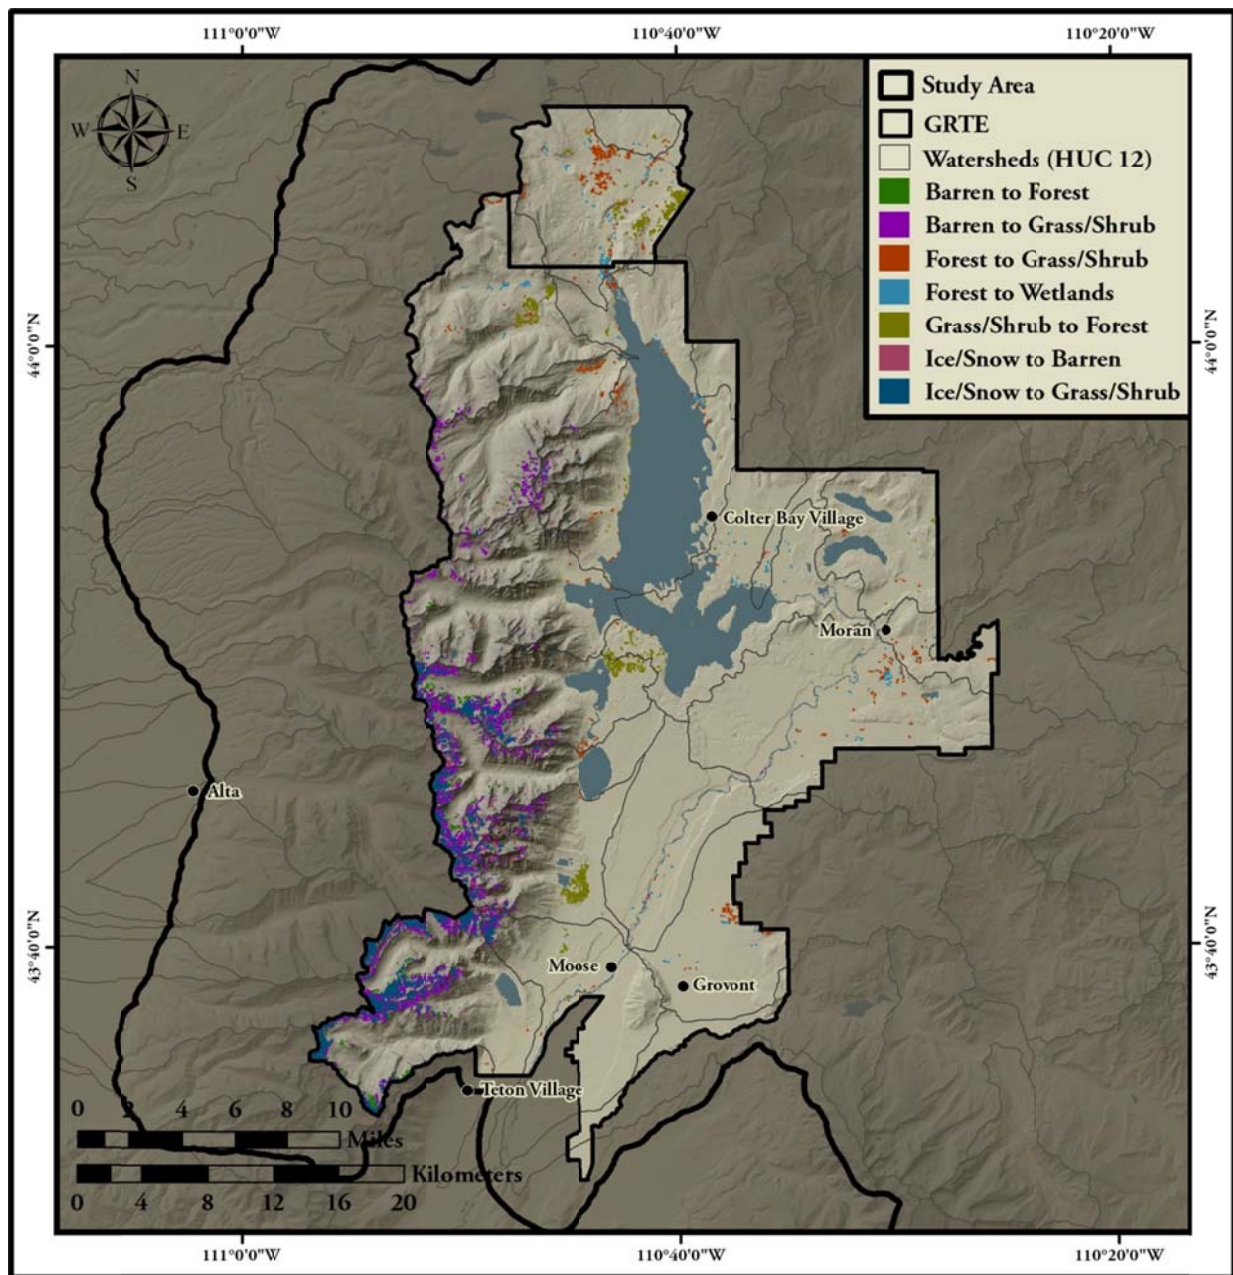 111°0'0"W
110°40'0"W
110°20'0"W
N
W
E
S
Study Area
GRTE
Watersheds (HUC 12)
Barren to Forest
Barren to Grass/Shrub
Forest to Grass/Shrub
Forest to Wetlands
Grass/Shrub to Forest
Ice/Snow to Barren
Ice/Snow to Grass/Shrub
44°0'0"N
44°0'0"N
Colter Bay Village
Moran
Alta
43°40'0"N
43°40'0"N
Moose
Grovont
Teton Village
0 2 4 6 8 10
Miles
Kilometers
0 4 8 12 16 20
111°0'0"W
110°40'0"W
110°20'0"W